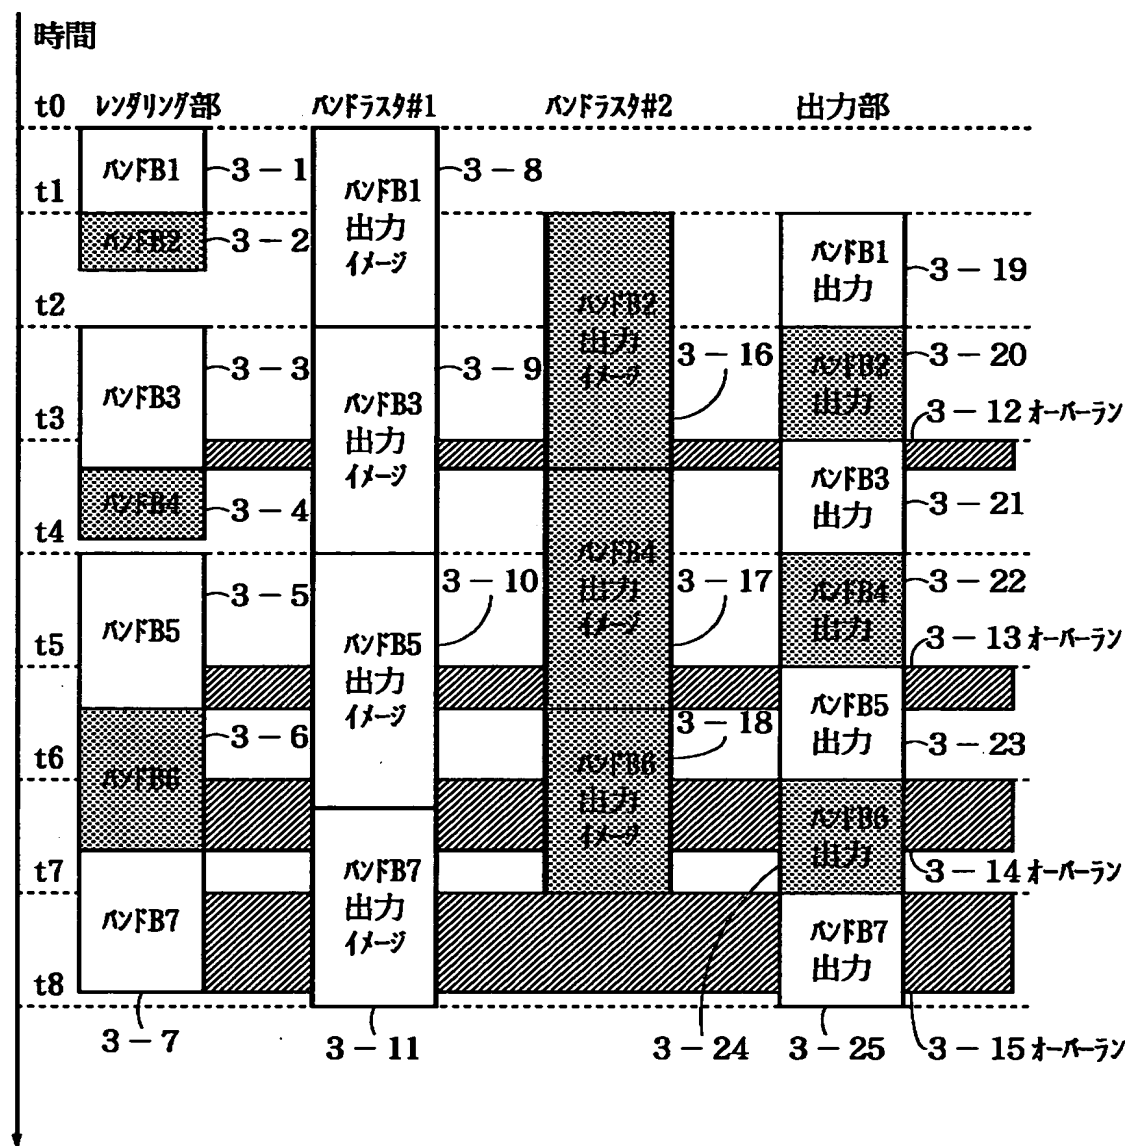 時間
t0 ﾚﾝﾀﾞﾘﾝｸﾞ部 ﾊﾞﾝﾄﾞﾗｽﾀ#1 ﾊﾞﾝﾄﾞﾗｽﾀ#2 出力部
ﾊﾞﾝﾄﾞB1 3－1
ﾊﾞﾝﾄﾞB1
出力
ｲﾒｰｼﾞ
3－8
t1
ﾊﾞﾝﾄﾞB2 3－2
ﾊﾞﾝﾄﾞB2
出力
ｲﾒｰｼﾞ
3－16
ﾊﾞﾝﾄﾞB1
出力
3－19
t2
ﾊﾞﾝﾄﾞB3 3－3
ﾊﾞﾝﾄﾞB3
出力
ｲﾒｰｼﾞ
3－9
ﾊﾞﾝﾄﾞB2
出力
3－20
t3
3－12 ｵｰﾊﾞｰﾗﾝ
ﾊﾞﾝﾄﾞB4 3－4
ﾊﾞﾝﾄﾞB4
出力
ｲﾒｰｼﾞ
3－17
ﾊﾞﾝﾄﾞB3
出力
3－21
t4
ﾊﾞﾝﾄﾞB5 3－5
ﾊﾞﾝﾄﾞB5
出力
ｲﾒｰｼﾞ
3－10
ﾊﾞﾝﾄﾞB4
出力
3－22
t5
3－13 ｵｰﾊﾞｰﾗﾝ
ﾊﾞﾝﾄﾞB6 3－6
ﾊﾞﾝﾄﾞB6
出力
ｲﾒｰｼﾞ
3－18
ﾊﾞﾝﾄﾞB5
出力
3－23
t6
ﾊﾞﾝﾄﾞB6
出力
t7
3－14 ｵｰﾊﾞｰﾗﾝ
ﾊﾞﾝﾄﾞB7
ﾊﾞﾝﾄﾞB7
出力
ｲﾒｰｼﾞ
ﾊﾞﾝﾄﾞB7
出力
t8
3－7 3－11 3－24 3－25 3－15 ｵｰﾊﾞｰﾗﾝ